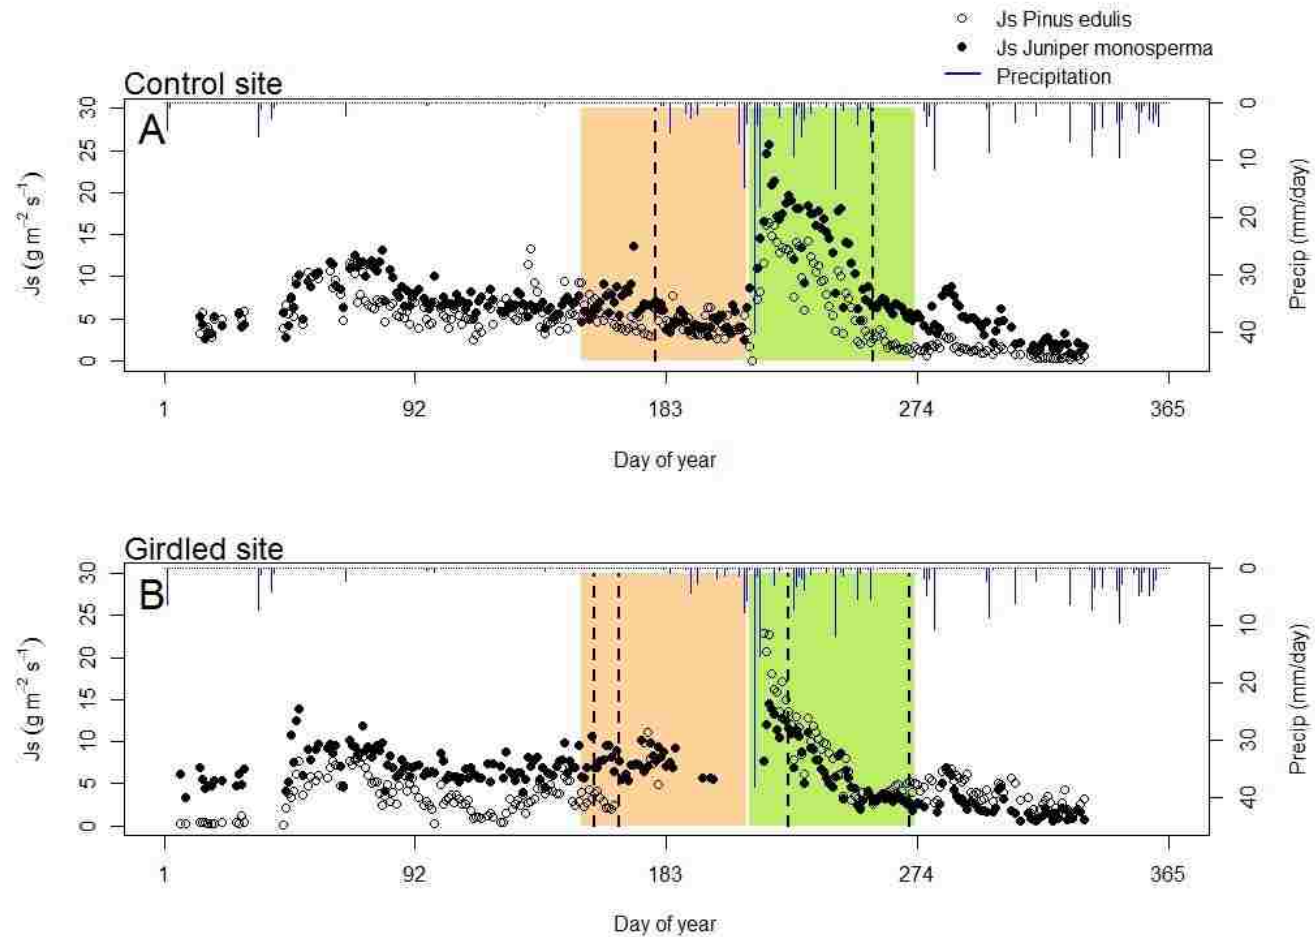 Js Pinus edulis
Js Juniper monosperma
Precipitation
Control site
A
30
25
20
15
10
5
0
Js (g m⁻² s⁻¹)
0
10
20
30
40
Precip (mm/day)
1 92 183 274 365
Day of year
Girdled site
B
30
25
20
15
10
5
0
Js (g m⁻² s⁻¹)
0
10
20
30
40
Precip (mm/day)
1 92 183 274 365
Day of year